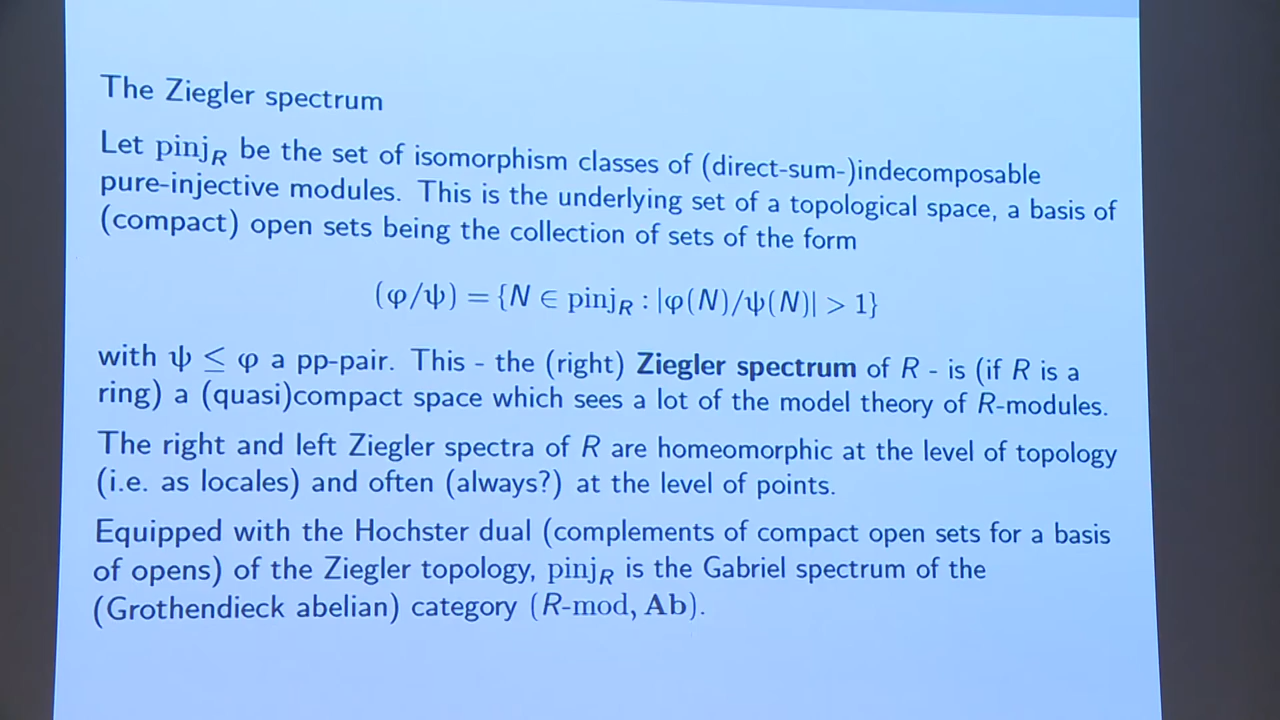 The Ziegler spectrum
Let pinj_R be the set of isomorphism classes of (direct-sum-)indecomposable
pure-injective modules. This is the underlying set of a topological space, a basis of
(compact) open sets being the collection of sets of the form
(φ/ψ) = {N ∈ pinj_R : |φ(N)/ψ(N)| > 1}
with ψ ≤ φ a pp-pair. This - the (right) Ziegler spectrum of R - is (if R is a
ring) a (quasi)compact space which sees a lot of the model theory of R-modules.
The right and left Ziegler spectra of R are homeomorphic at the level of topology
(i.e. as locales) and often (always?) at the level of points.
Equipped with the Hochster dual (complements of compact open sets for a basis
of opens) of the Ziegler topology, pinj_R is the Gabriel spectrum of the
(Grothendieck abelian) category (R-mod, Ab).